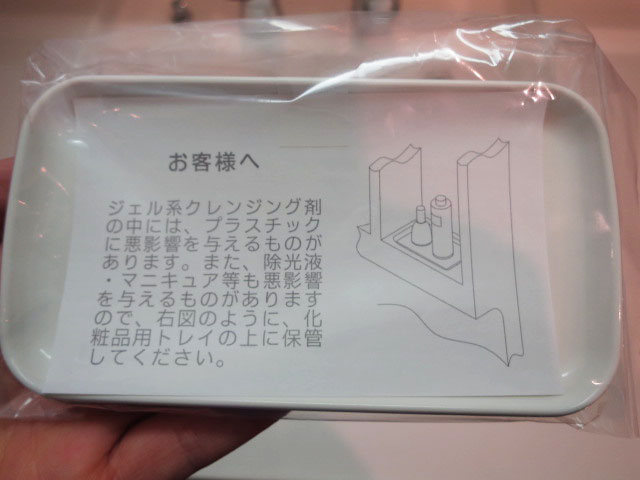 お客様へ
ジェル系クレンジング剤
の中には、プラスチック
に悪影響を与えるものが
あります。また、除光液
・マニキュア等も悪影響
を与えるものがあります
ので、右図のように、化
粧品用トレイの上に保管
してください。